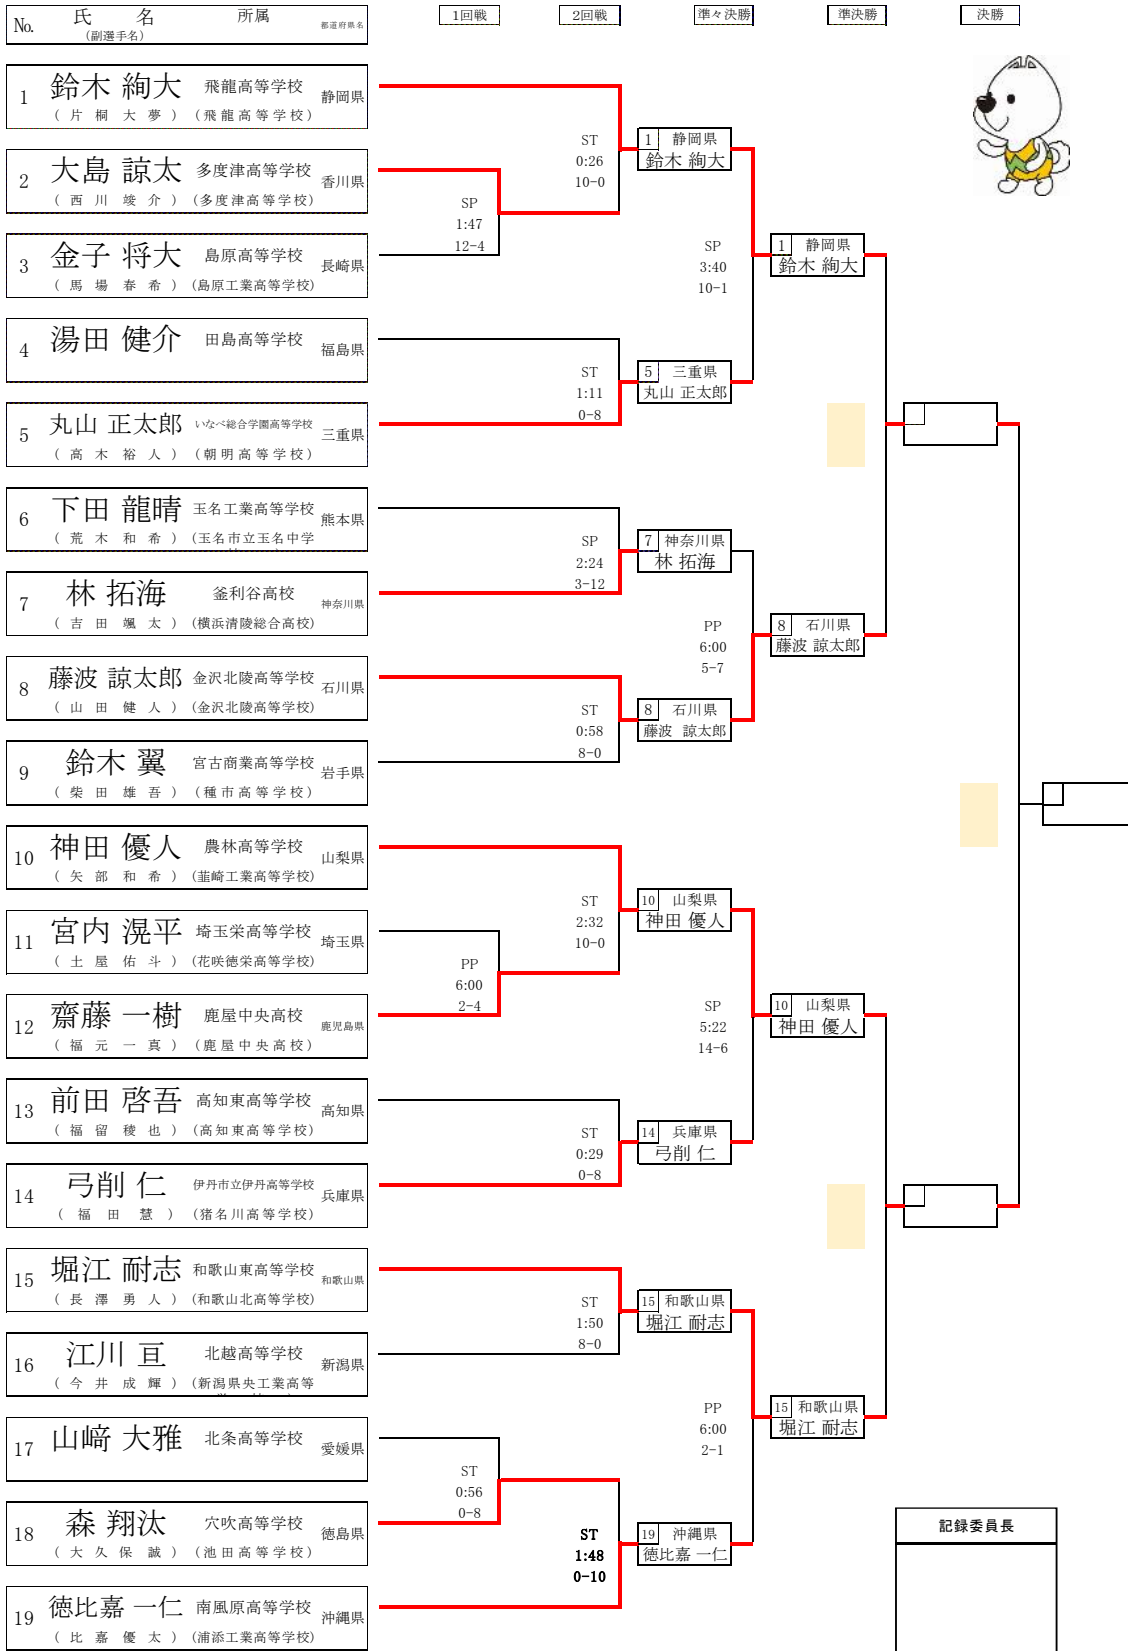 No. 氏 名 所属 都道府県名
(副選手名)
1回戦 2回戦 準々決勝 準決勝 決勝
1 鈴木 絢大 飛龍高等学校 静岡県
( 片 桐 大 夢 ) (飛龍高等学校)
2 大島 諒太 多度津高等学校 香川県
( 西 川 竣 介 ) (多度津高等学校)
3 金子 将大 島原高等学校 長崎県
( 馬 場 春 希 ) (島原工業高等学校)
4 湯田 健介 田島高等学校 福島県
5 丸山 正太郎 いなべ総合学園高等学校 三重県
( 高 木 裕 人 ) (朝明高等学校)
6 下田 龍晴 玉名工業高等学校 熊本県
( 荒 木 和 希 ) (玉名市立玉名中学
7 林 拓海 釜利谷高校 神奈川県
( 吉 田 颯 太 ) (横浜清陵総合高校)
8 藤波 諒太郎 金沢北陵高等学校 石川県
( 山 田 健 人 ) (金沢北陵高等学校)
9 鈴木 翼 宮古商業高等学校 岩手県
( 柴 田 雄 吾 ) (種市高等学校)
10 神田 優人 農林高等学校 山梨県
( 矢 部 和 希 ) (韮崎工業高等学校)
11 宮内 滉平 埼玉栄高等学校 埼玉県
( 土 屋 佑 斗 ) (花咲徳栄高等学校)
12 齋藤 一樹 鹿屋中央高校 鹿児島県
( 福 元 一 真 ) (鹿屋中央高校)
13 前田 啓吾 高知東高等学校 高知県
( 福 留 稜 也 ) (高知東高等学校)
14 弓削 仁 伊丹市立伊丹高等学校 兵庫県
( 福 田 慧 ) (猪名川高等学校)
15 堀江 耐志 和歌山東高等学校 和歌山県
( 長 澤 勇 人 ) (和歌山北高等学校)
16 江川 亘 北越高等学校 新潟県
( 今 井 成 輝 ) (新潟県央工業高等
17 山﨑 大雅 北条高等学校 愛媛県
18 森 翔汰 穴吹高等学校 徳島県
( 大 久 保 誠 ) (池田高等学校)
19 徳比嘉 一仁 南風原高等学校 沖縄県
( 比 嘉 優 太 ) (浦添工業高等学校)
SP
1:47
12-4
PP
6:00
2-4
ST
0:56
0-8
ST
0:26
10-0
ST
1:11
0-8
SP
2:24
3-12
ST
0:58
8-0
ST
2:32
10-0
ST
0:29
0-8
ST
1:50
8-0
ST
1:48
0-10
1 静岡県
鈴木 絢大
5 三重県
丸山 正太郎
7 神奈川県
林 拓海
8 石川県
藤波 諒太郎
10 山梨県
神田 優人
14 兵庫県
弓削 仁
15 和歌山県
堀江 耐志
19 沖縄県
徳比嘉 一仁
SP
3:40
10-1
PP
6:00
5-7
SP
5:22
14-6
PP
6:00
2-1
1 静岡県
鈴木 絢大
8 石川県
藤波 諒太郎
10 山梨県
神田 優人
15 和歌山県
堀江 耐志
記録委員長